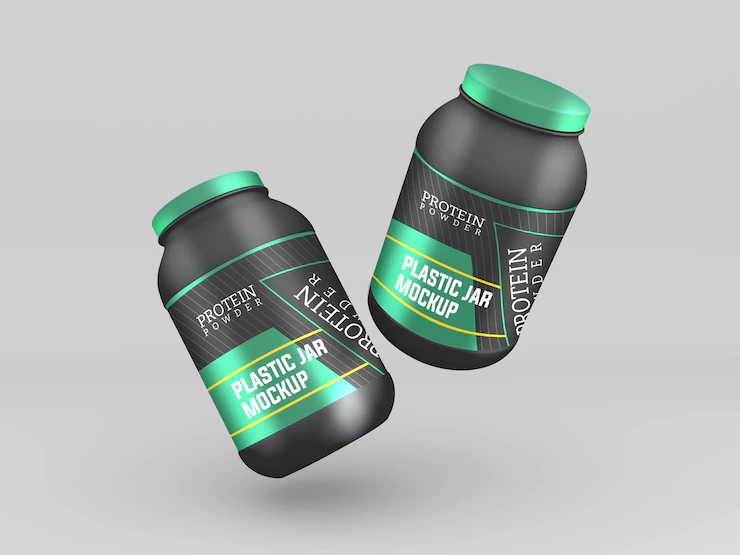 PROTEIN
POWDER
PROTEIN
PLASTIC JAR
MOCKUP
PROTEIN
POWDER
PROTEIN
PLASTIC JAR
MOCKUP